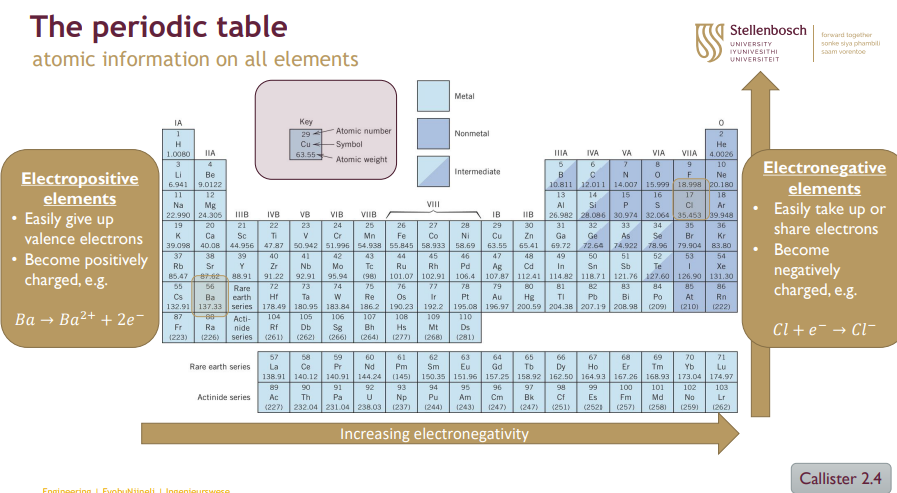 The periodic table
atomic information on all elements
Stellenbosch
UNIVERSITY
IYUNIVESITHI
UNIVERSITEIT
forward together
sonke siya phambili
saam vorentoe
Electropositive
elements
• Easily give up
valence electrons
• Become positively
charged, e.g.
Ba → Ba²⁺ + 2e⁻
Key
29 Atomic number
Cu Symbol
63.55 Atomic weight
Metal
Nonmetal
Intermediate
IA 0
1 2
H He
1.0080 IIA IIIA IVA VA VIA VIIA 4.0026
3 4 5 6 7 8 9 10
Li Be B C N O F Ne
6.941 9.0122 10.811 12.011 14.007 15.999 18.998 20.180
11 12 VIII 13 14 15 16 17 18
Na Mg Al Si P S Cl Ar
22.990 24.305 IIIB IVB VB VIB VIIB IB IIB 26.982 28.086 30.974 32.064 35.453 39.948
19 20 21 22 23 24 25 26 27 28 29 30 31 32 33 34 35 36
K Ca Sc Ti V Cr Mn Fe Co Ni Cu Zn Ga Ge As Se Br Kr
39.098 40.08 44.956 47.87 50.942 51.996 54.938 55.845 58.933 58.69 63.55 65.41 69.72 72.64 74.922 78.96 79.904 83.80
37 38 39 40 41 42 43 44 45 46 47 48 49 50 51 52 53 54
Rb Sr Y Zr Nb Mo Tc Ru Rh Pd Ag Cd In Sn Sb Te I Xe
85.47 87.62 88.91 91.22 92.91 95.94 (98) 101.07 102.91 106.4 107.87 112.41 114.82 118.71 121.76 127.60 126.90 131.30
55 56 Rare 72 73 74 75 76 77 78 79 80 81 82 83 84 85 86
Cs Ba earth Hf Ta W Re Os Ir Pt Au Hg Tl Pb Bi Po At Rn
132.91 137.33 series 178.49 180.95 183.84 186.2 190.23 192.2 195.08 196.97 200.59 204.38 207.19 208.98 (209) (210) (222)
87 88 Acti- 104 105 106 107 108 109 110
Fr Ra nide Rf Db Sg Bh Hs Mt Ds
(223) (226) series (261) (262) (266) (264) (277) (268) (281)
57 58 59 60 61 62 63 64 65 66 67 68 69 70 71
Rare earth series La Ce Pr Nd Pm Sm Eu Gd Tb Dy Ho Er Tm Yb Lu
138.91 140.12 140.91 144.24 (145) 150.35 151.96 157.25 158.92 162.50 164.93 167.26 168.93 173.04 174.97
89 90 91 92 93 94 95 96 97 98 99 100 101 102 103
Actinide series Ac Th Pa U Np Pu Am Cm Bk Cf Es Fm Md No Lr
(227) 232.04 231.04 238.03 (237) (244) (243) (247) (247) (251) (252) (257) (258) (259) (262)
Electronegative
elements
• Easily take up or
share electrons
• Become
negatively
charged, e.g.
Cl + e⁻ → Cl⁻
Increasing electronegativity
Callister 2.4
Engineering | EyobuNjineli | Ingenieurswese